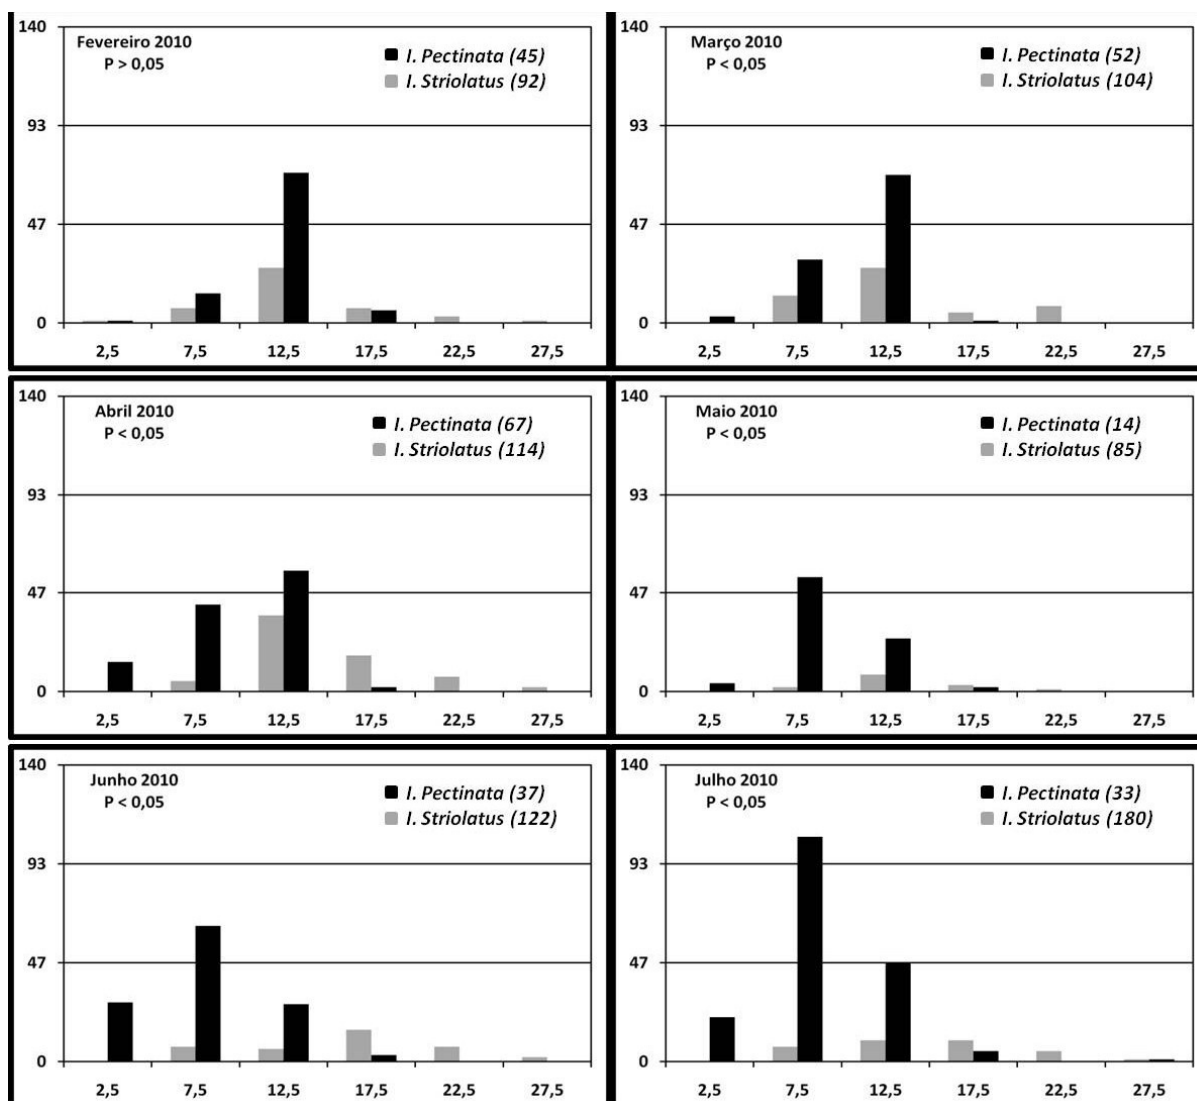 140
Fevereiro 2010
P > 0,05
I. Pectinata (45)
I. Striolatus (92)
93
47
0
2,5 7,5 12,5 17,5 22,5 27,5
140
Março 2010
P < 0,05
I. Pectinata (52)
I. Striolatus (104)
93
47
0
2,5 7,5 12,5 17,5 22,5 27,5
140
Abril 2010
P < 0,05
I. Pectinata (67)
I. Striolatus (114)
93
47
0
2,5 7,5 12,5 17,5 22,5 27,5
140
Maio 2010
P < 0,05
I. Pectinata (14)
I. Striolatus (85)
93
47
0
2,5 7,5 12,5 17,5 22,5 27,5
140
Junho 2010
P < 0,05
I. Pectinata (37)
I. Striolatus (122)
93
47
0
2,5 7,5 12,5 17,5 22,5 27,5
140
Julho 2010
P < 0,05
I. Pectinata (33)
I. Striolatus (180)
93
47
0
2,5 7,5 12,5 17,5 22,5 27,5